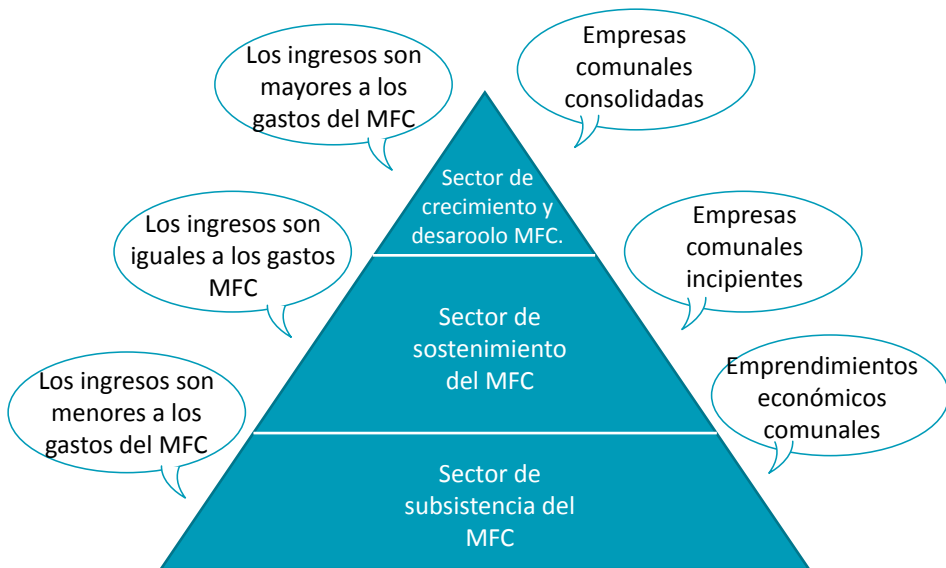 Los ingresos son
mayores a los
gastos del MFC
Empresas
comunales
consolidadas
Sector de
crecimiento y
desaroolo MFC.
Los ingresos son
iguales a los gastos
MFC
Empresas
comunales
incipientes
Sector de
sostenimiento
del MFC
Los ingresos son
menores a los
gastos del MFC
Emprendimientos
económicos
comunales
Sector de
subsistencia del
MFC